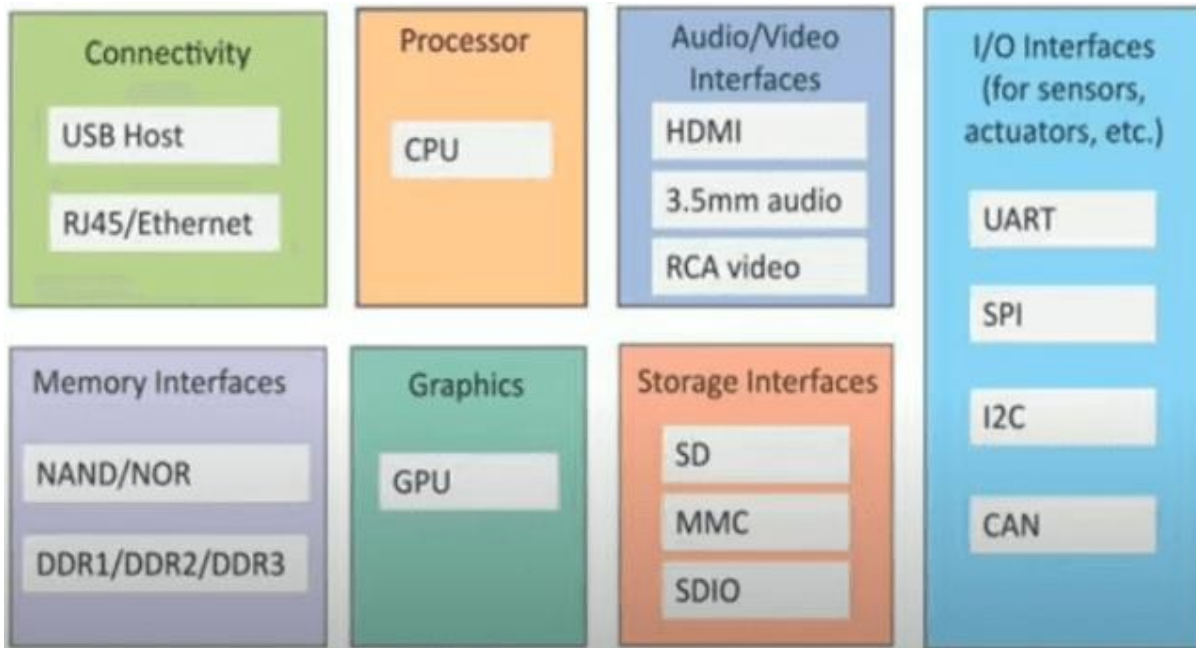 Connectivity
USB Host
RJ45/Ethernet
Processor
CPU
Audio/Video
Interfaces
HDMI
3.5mm audio
RCA video
I/O Interfaces
(for sensors,
actuators, etc.)
UART
SPI
I2C
CAN
Memory Interfaces
NAND/NOR
DDR1/DDR2/DDR3
Graphics
GPU
Storage Interfaces
SD
MMC
SDIO